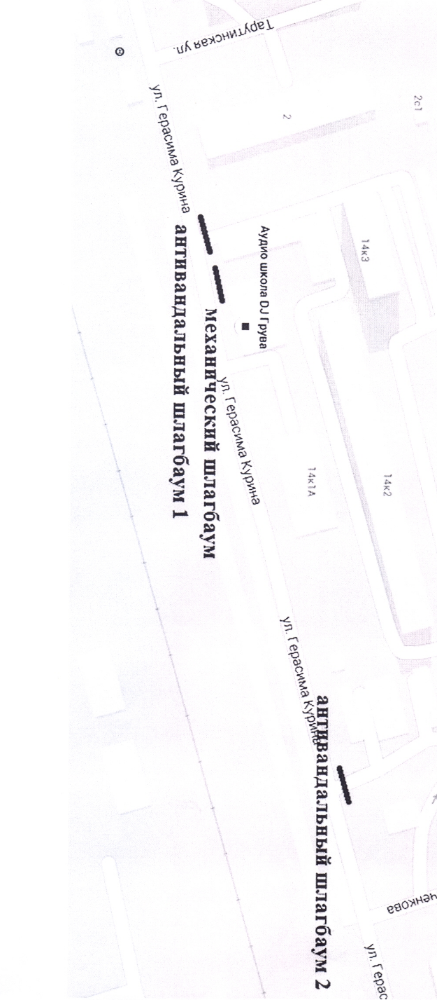 Тарутинская ул.
2с1
2
ул. Герасима Курина
14к3
Аудио школа DJ Грува
антивандальный шлагбаум 1
механический шлагбаум
ул. Герасима Курина
14к1А
14к2
ул. Герасима Курина
антивандальный шлагбаум 2
ченкова
ул. Герас